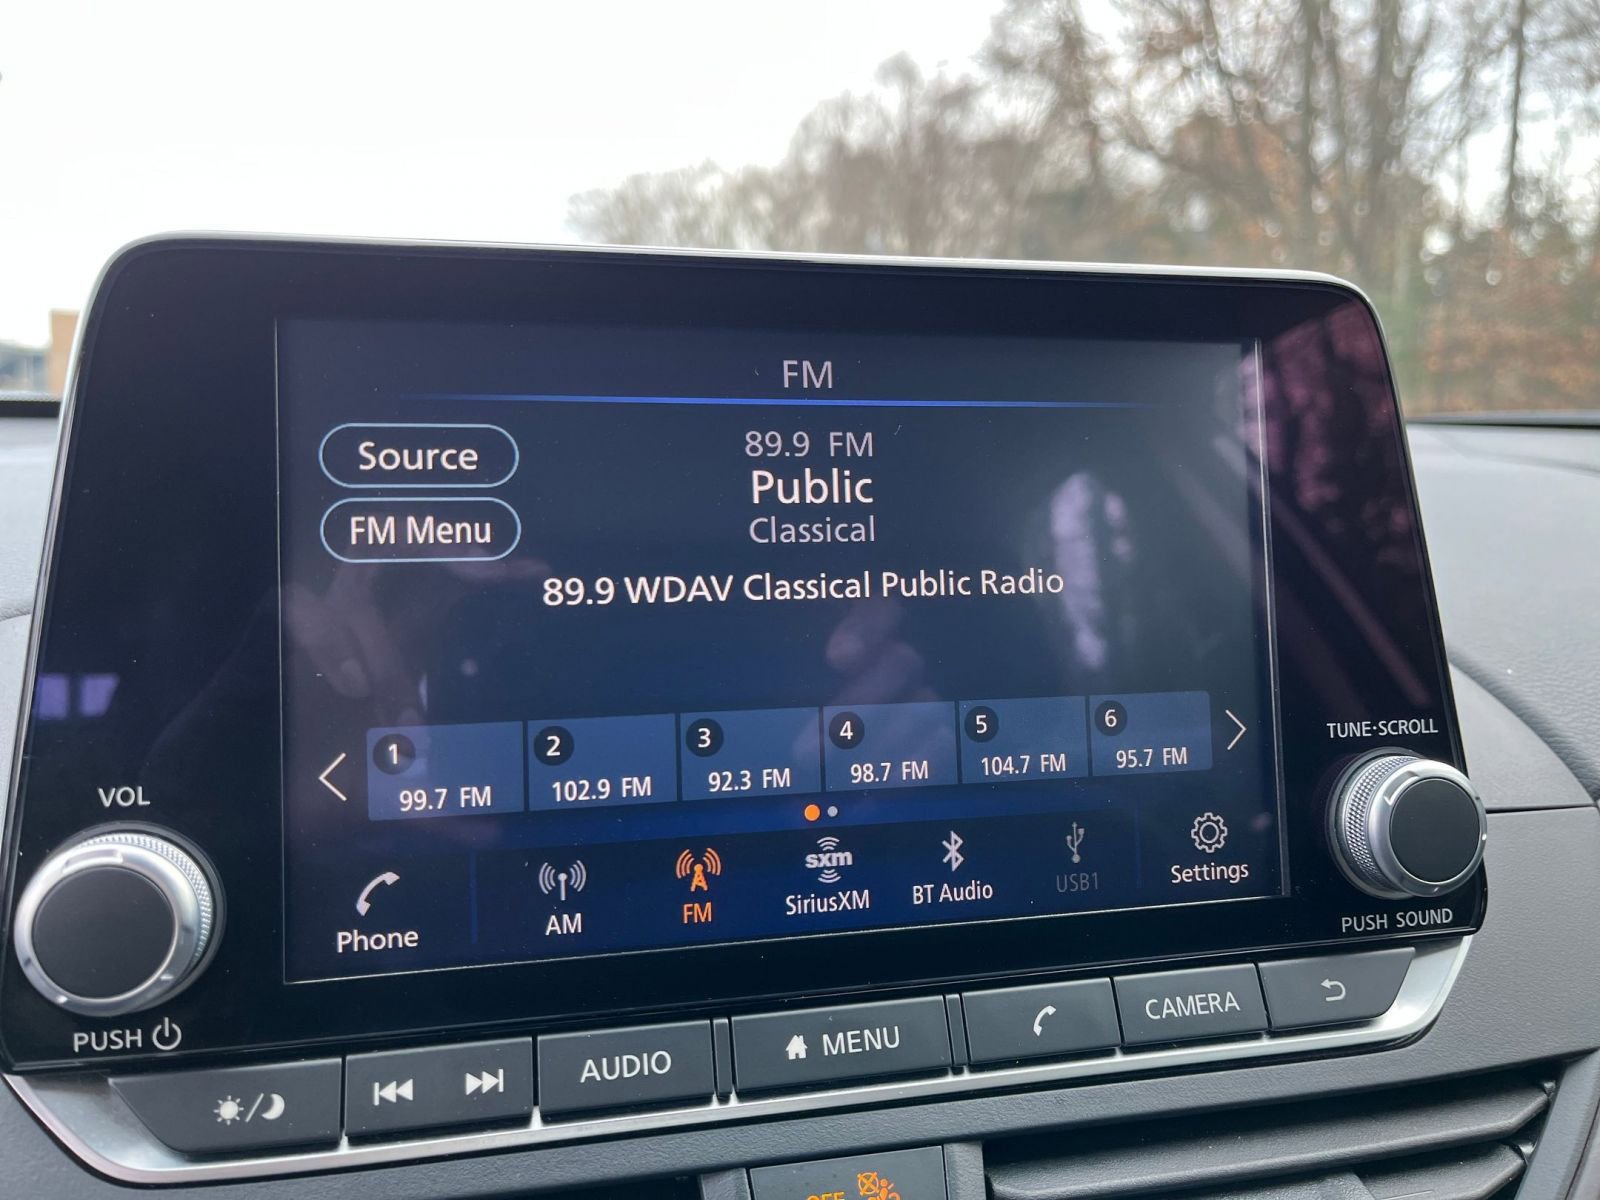 FM
Source
89.9 FM
Public
FM Menu
Classical
89.9 WDAV Classical Public Radio
1
99.7 FM
2
102.9 FM
3
92.3 FM
4
98.7 FM
5
104.7 FM
6
95.7 FM
TUNE·SCROLL
VOL
Phone
AM
FM
sxm
SiriusXM
BT Audio
USB1
Settings
PUSH SOUND
PUSH
AUDIO
MENU
CAMERA
OFF